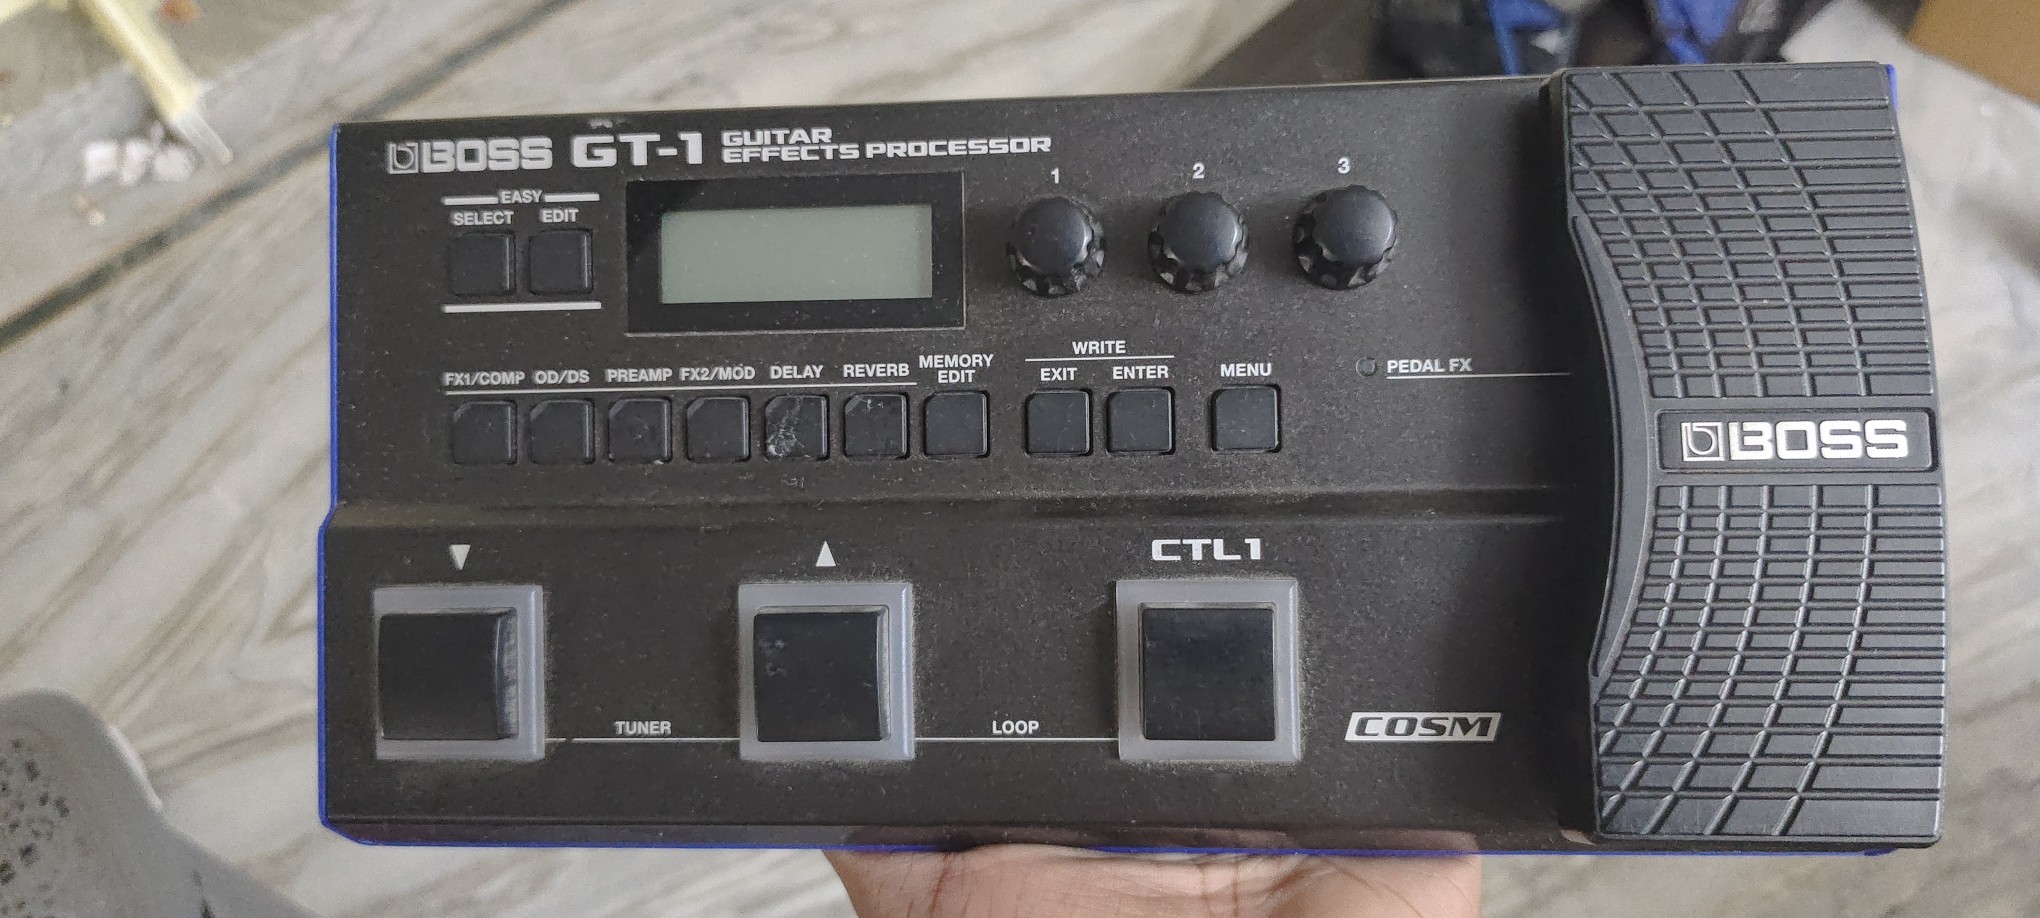 BOSS GT-1 GUITAR EFFECTS PROCESSOR
EASY
SELECT EDIT
1 2 3
FX1/COMP OD/DS PREAMP FX2/MOD DELAY REVERB MEMORY EDIT
WRITE
EXIT ENTER
MENU
PEDAL FX
BOSS
▼ ▲ CTL1
TUNER LOOP
COSM